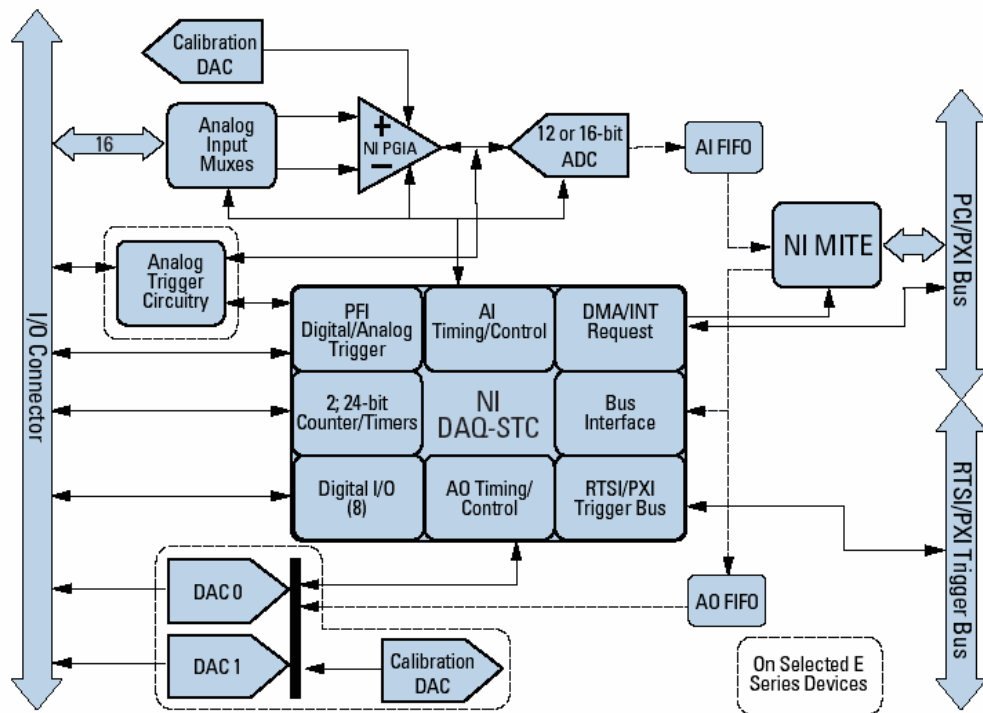 Calibration
DAC
16
Analog
Input
Muxes
+
NI PGIA
−
12 or 16-bit
ADC
AI FIFO
NI MITE
PCI/PXI Bus
I/O Connector
Analog
Trigger
Circuitry
PFI
Digital/Analog
Trigger
AI
Timing/Control
DMA/INT
Request
2; 24-bit
Counter/Timers
NI
DAQ-STC
Bus
Interface
Digital I/O
(8)
AO Timing/
Control
RTSI/PXI
Trigger Bus
RTSI/PXI Trigger Bus
DAC 0
AO FIFO
DAC 1
Calibration
DAC
On Selected E
Series Devices